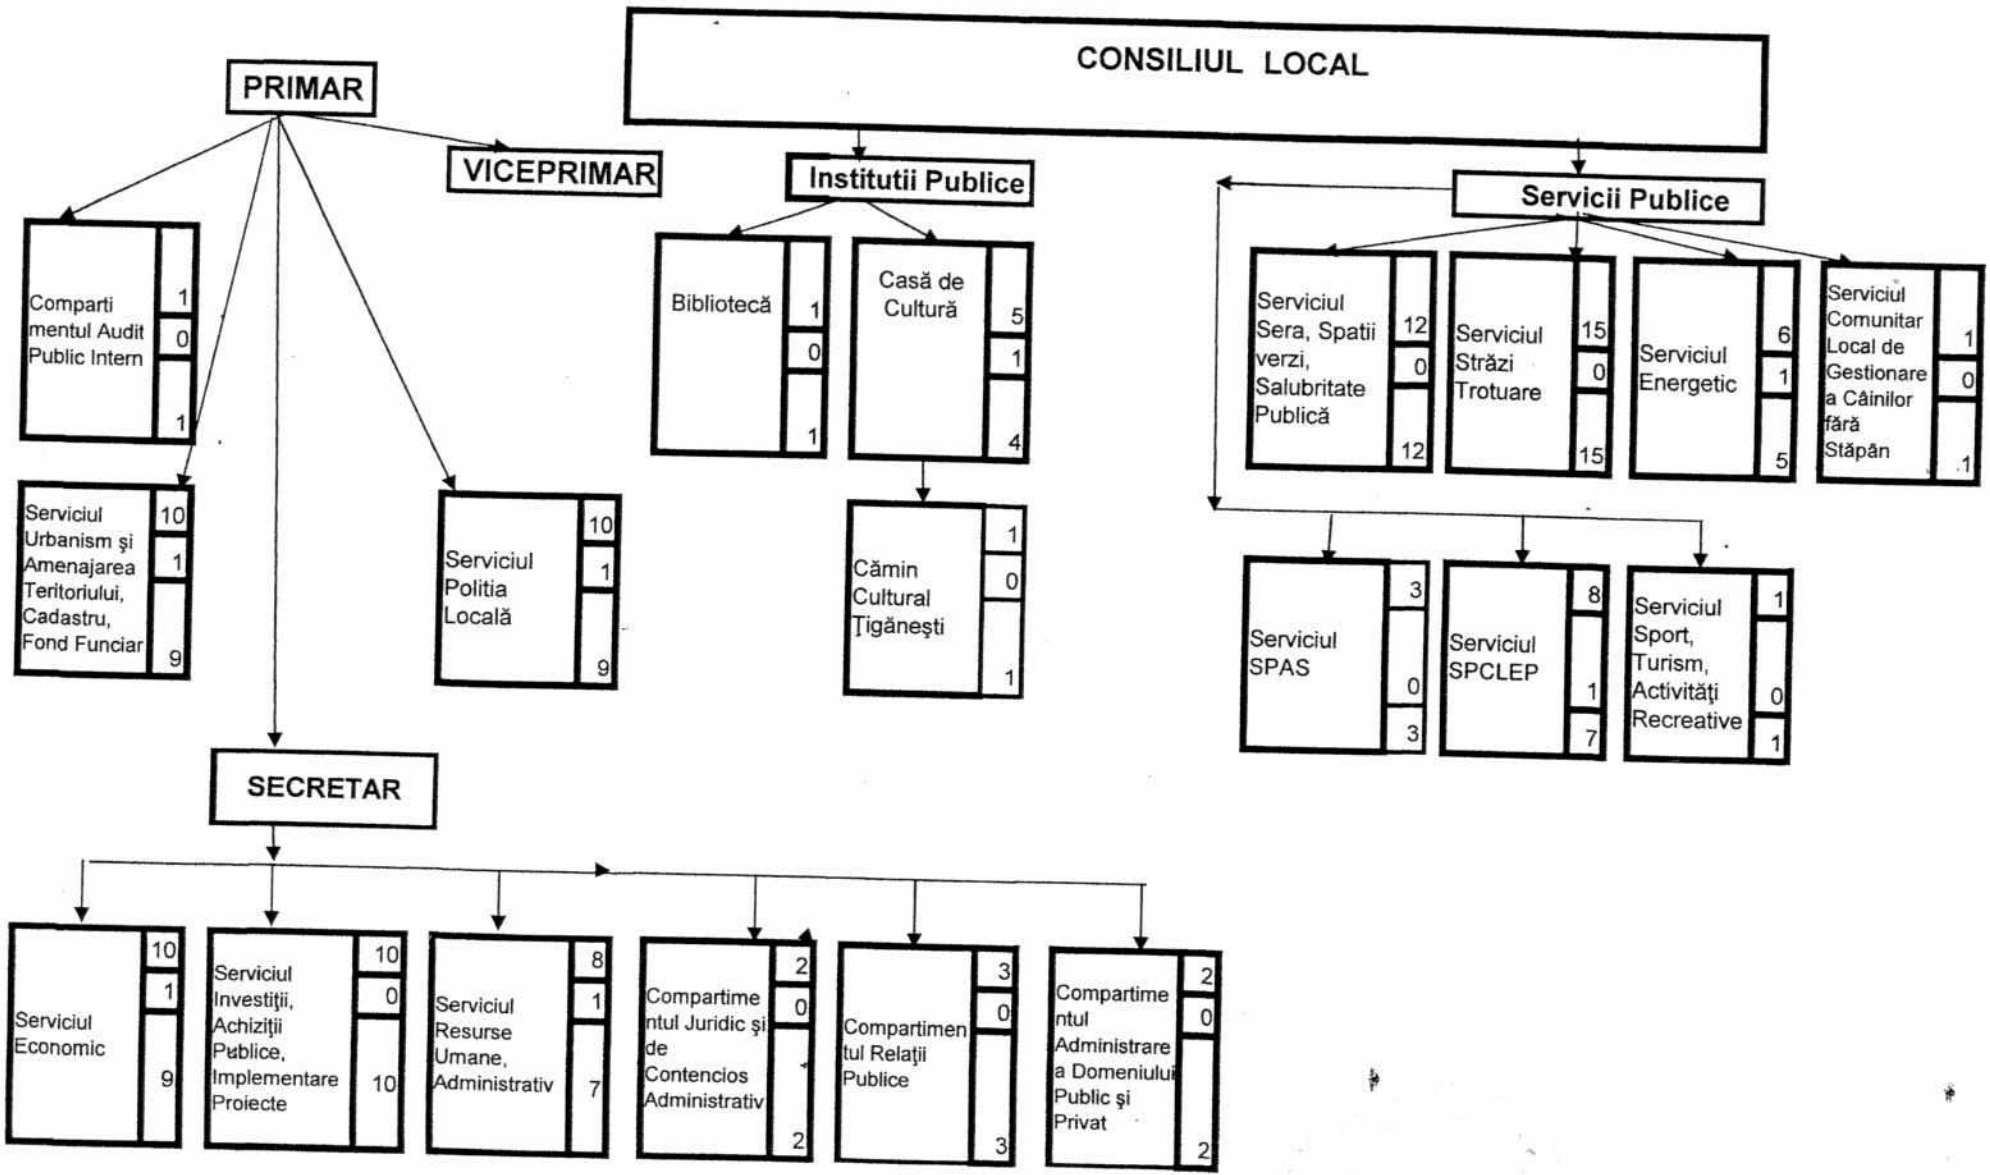 CONSILIUL LOCAL
PRIMAR
VICEPRIMAR
Institutii Publice
Servicii Publice
Comparti
mentul Audit
Public Intern
1
0
1
Bibliotecă
1
0
1
Casă de
Cultură
5
1
4
Serviciul
Sera, Spatii
verzi,
Salubritate
Publică
12
0
12
Serviciul
Străzi
Trotuare
15
0
15
Serviciul
Energetic
6
1
5
Serviciul
Comunitar
Local de
Gestionare
a Câinilor
fără
Stăpân
1
0
1
Serviciul
Urbanism şi
Amenajarea
Teritoriului,
Cadastru,
Fond Funciar
10
1
9
Serviciul
Politia
Locală
10
1
9
Cămin
Cultural
Ţigăneşti
1
0
1
Serviciul
SPAS
3
0
3
Serviciul
SPCLEP
8
1
7
Serviciul
Sport,
Turism,
Activităţi
Recreative
1
0
1
SECRETAR
Serviciul
Economic
10
1
9
Serviciul
Investiţii,
Achiziţii
Publice,
Implementare
Proiecte
10
0
10
Serviciul
Resurse
Umane,
Administrativ
8
1
7
Compartime
ntul Juridic şi
de
Contencios
Administrativ
2
0
2
Compartimen
tul Relaţii
Publice
3
0
3
Compartime
ntul
Administrare
a Domeniului
Public şi
Privat
2
0
2